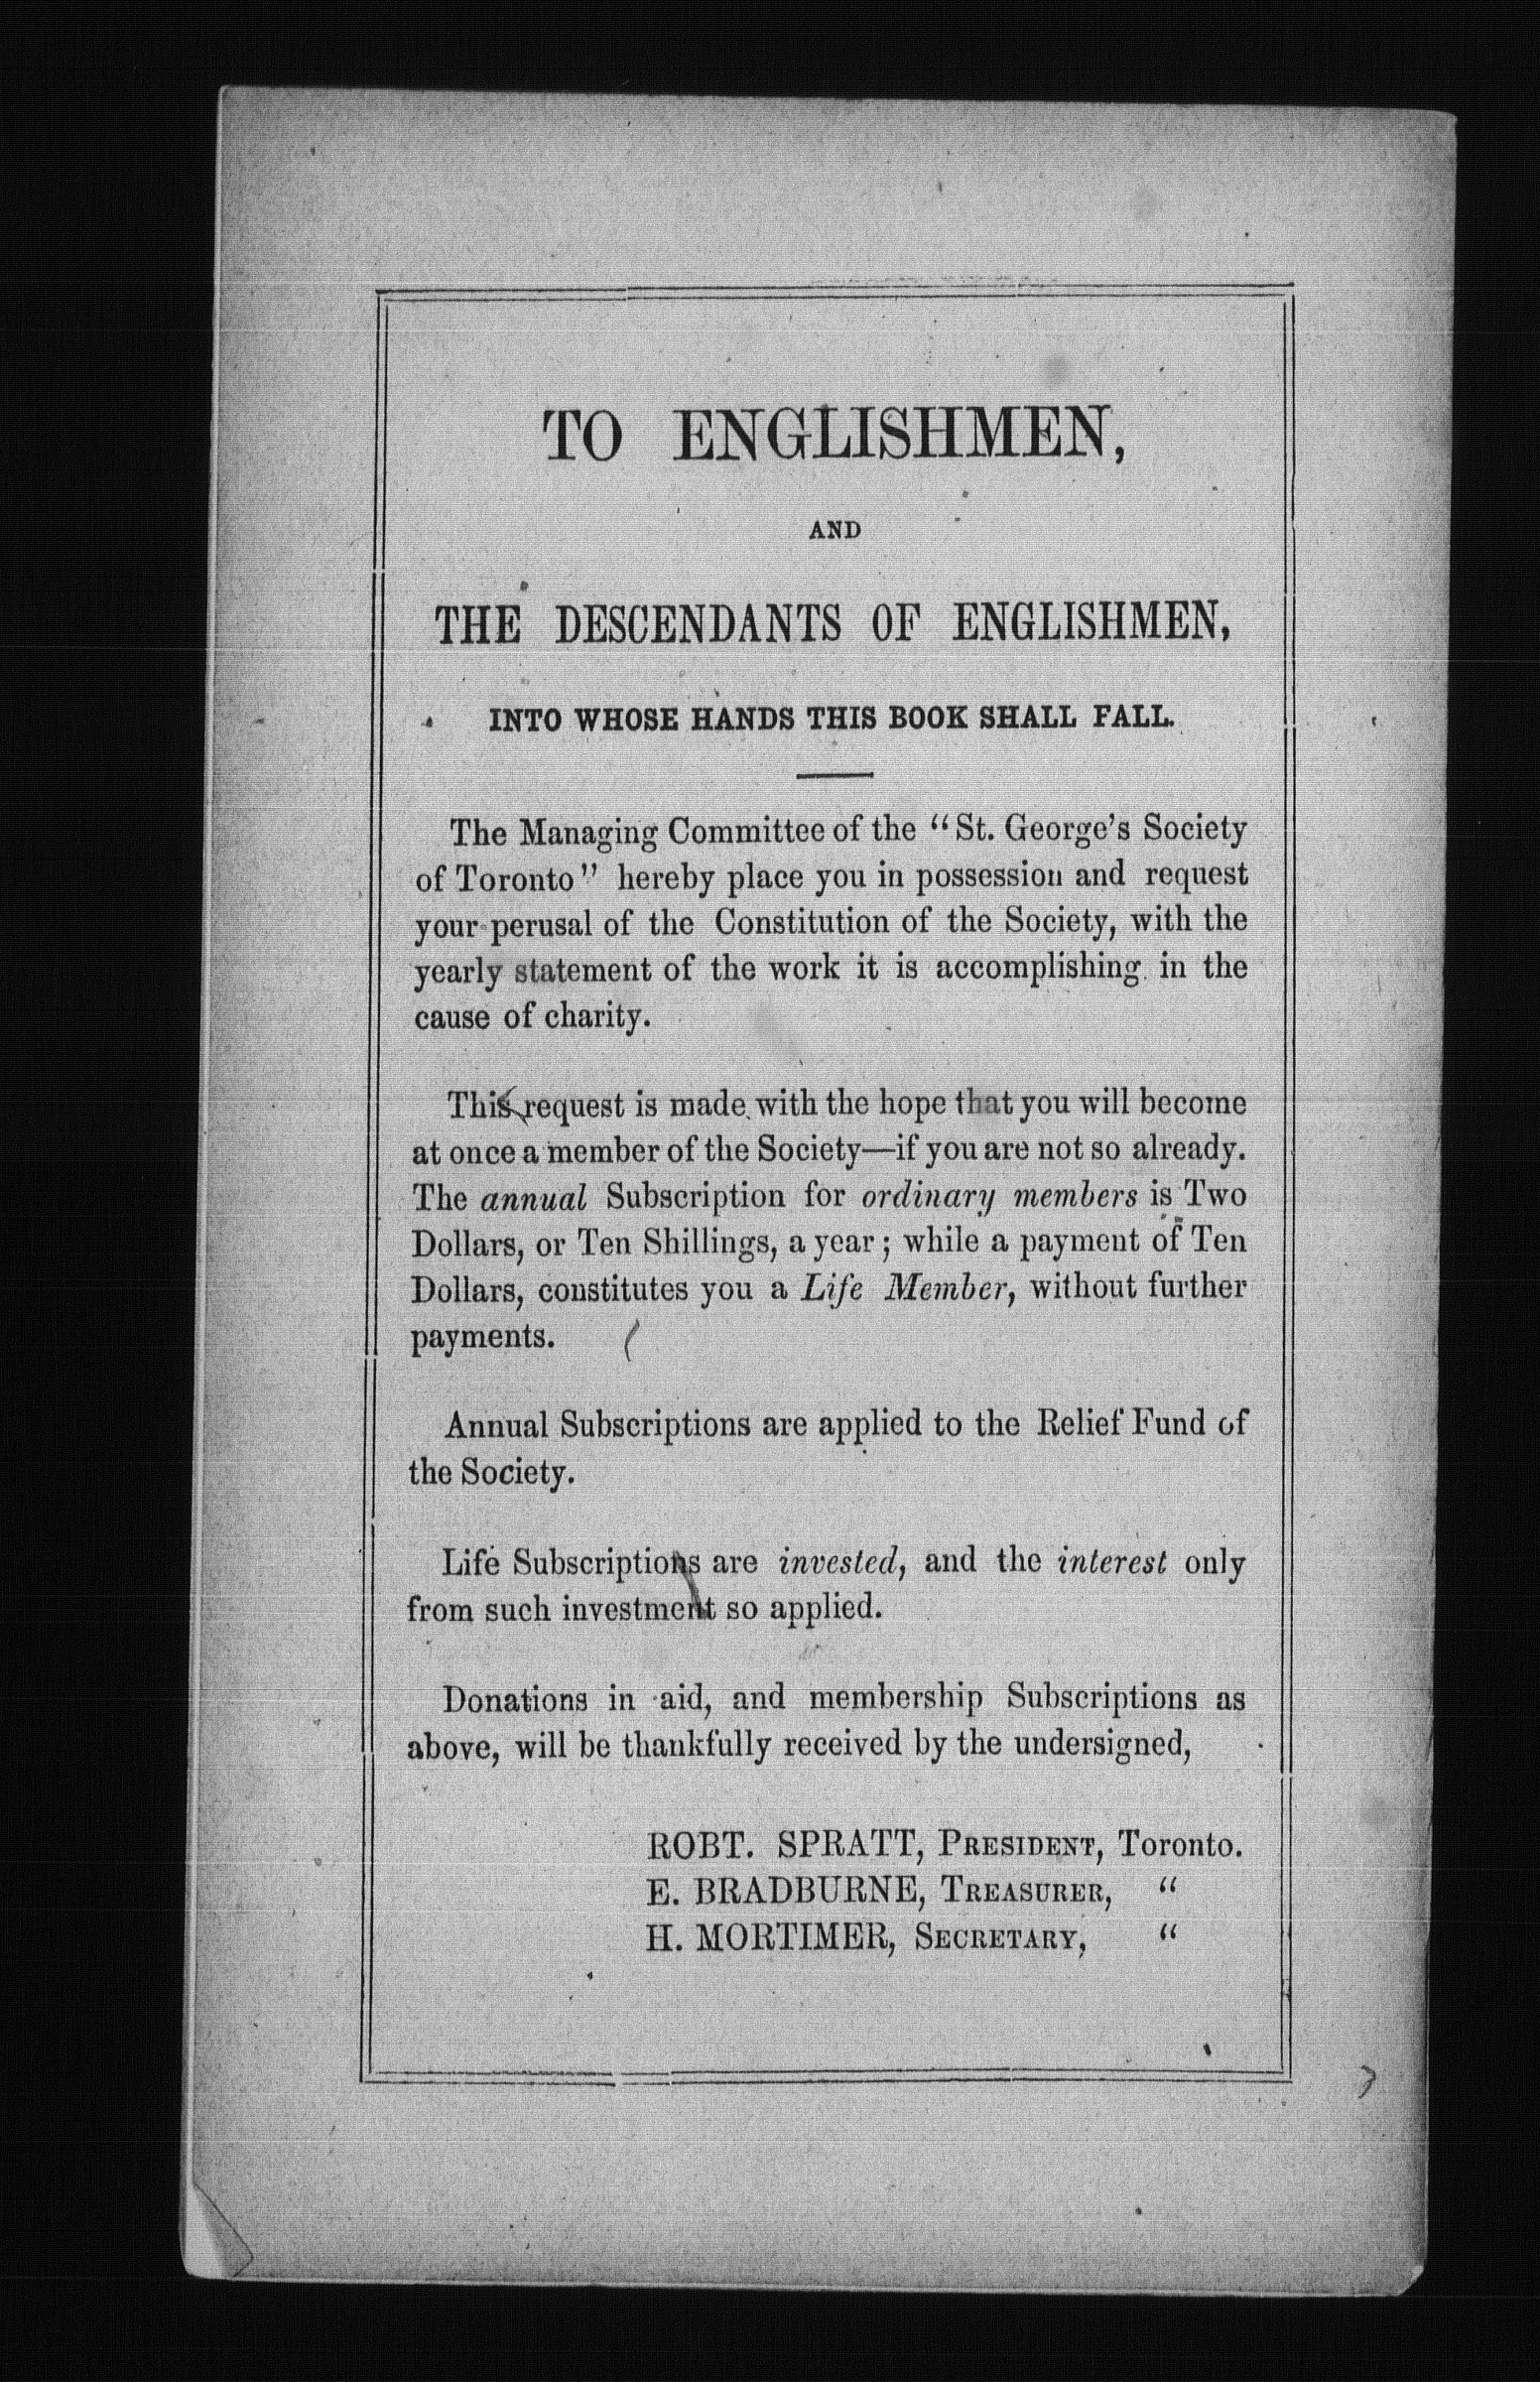 TO ENGLISHMEN,
AND
THE DESCENDANTS OF ENGLISHMEN,
INTO WHOSE HANDS THIS BOOK SHALL FALL.
The Managing Committee of the “St. George’s Society
of Toronto” hereby place you in possession and request
your perusal of the Constitution of the Society, with the
yearly statement of the work it is accomplishing in the
cause of charity.
This request is made with the hope that you will become
at once a member of the Society—if you are not so already.
The annual Subscription for ordinary members is Two
Dollars, or Ten Shillings, a year; while a payment of Ten
Dollars, constitutes you a Life Member, without further
payments.
Annual Subscriptions are applied to the Relief Fund of
the Society.
Life Subscriptions are invested, and the interest only
from such investment so applied.
Donations in aid, and membership Subscriptions as
above, will be thankfully received by the undersigned,
ROBT. SPRATT, PRESIDENT, Toronto.
E. BRADBURNE, TREASURER, “
H. MORTIMER, SECRETARY, “